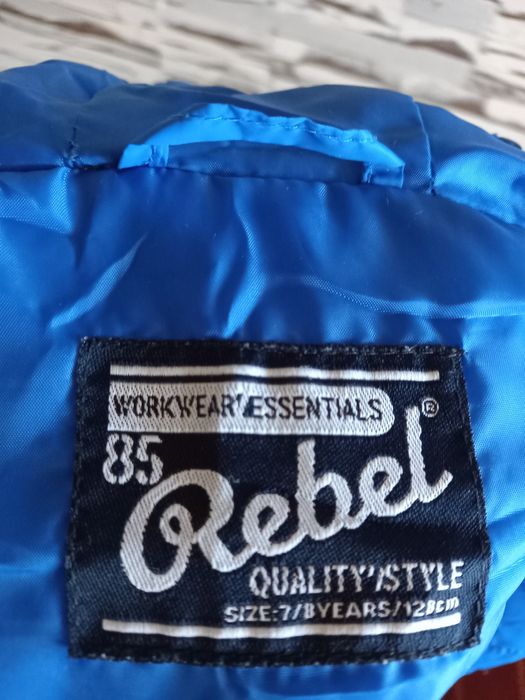 WORKWEAR/ESSENTIALS
85
Rebel®
QUALITY'/STYLE
SIZE:7/8YEARS/128cm